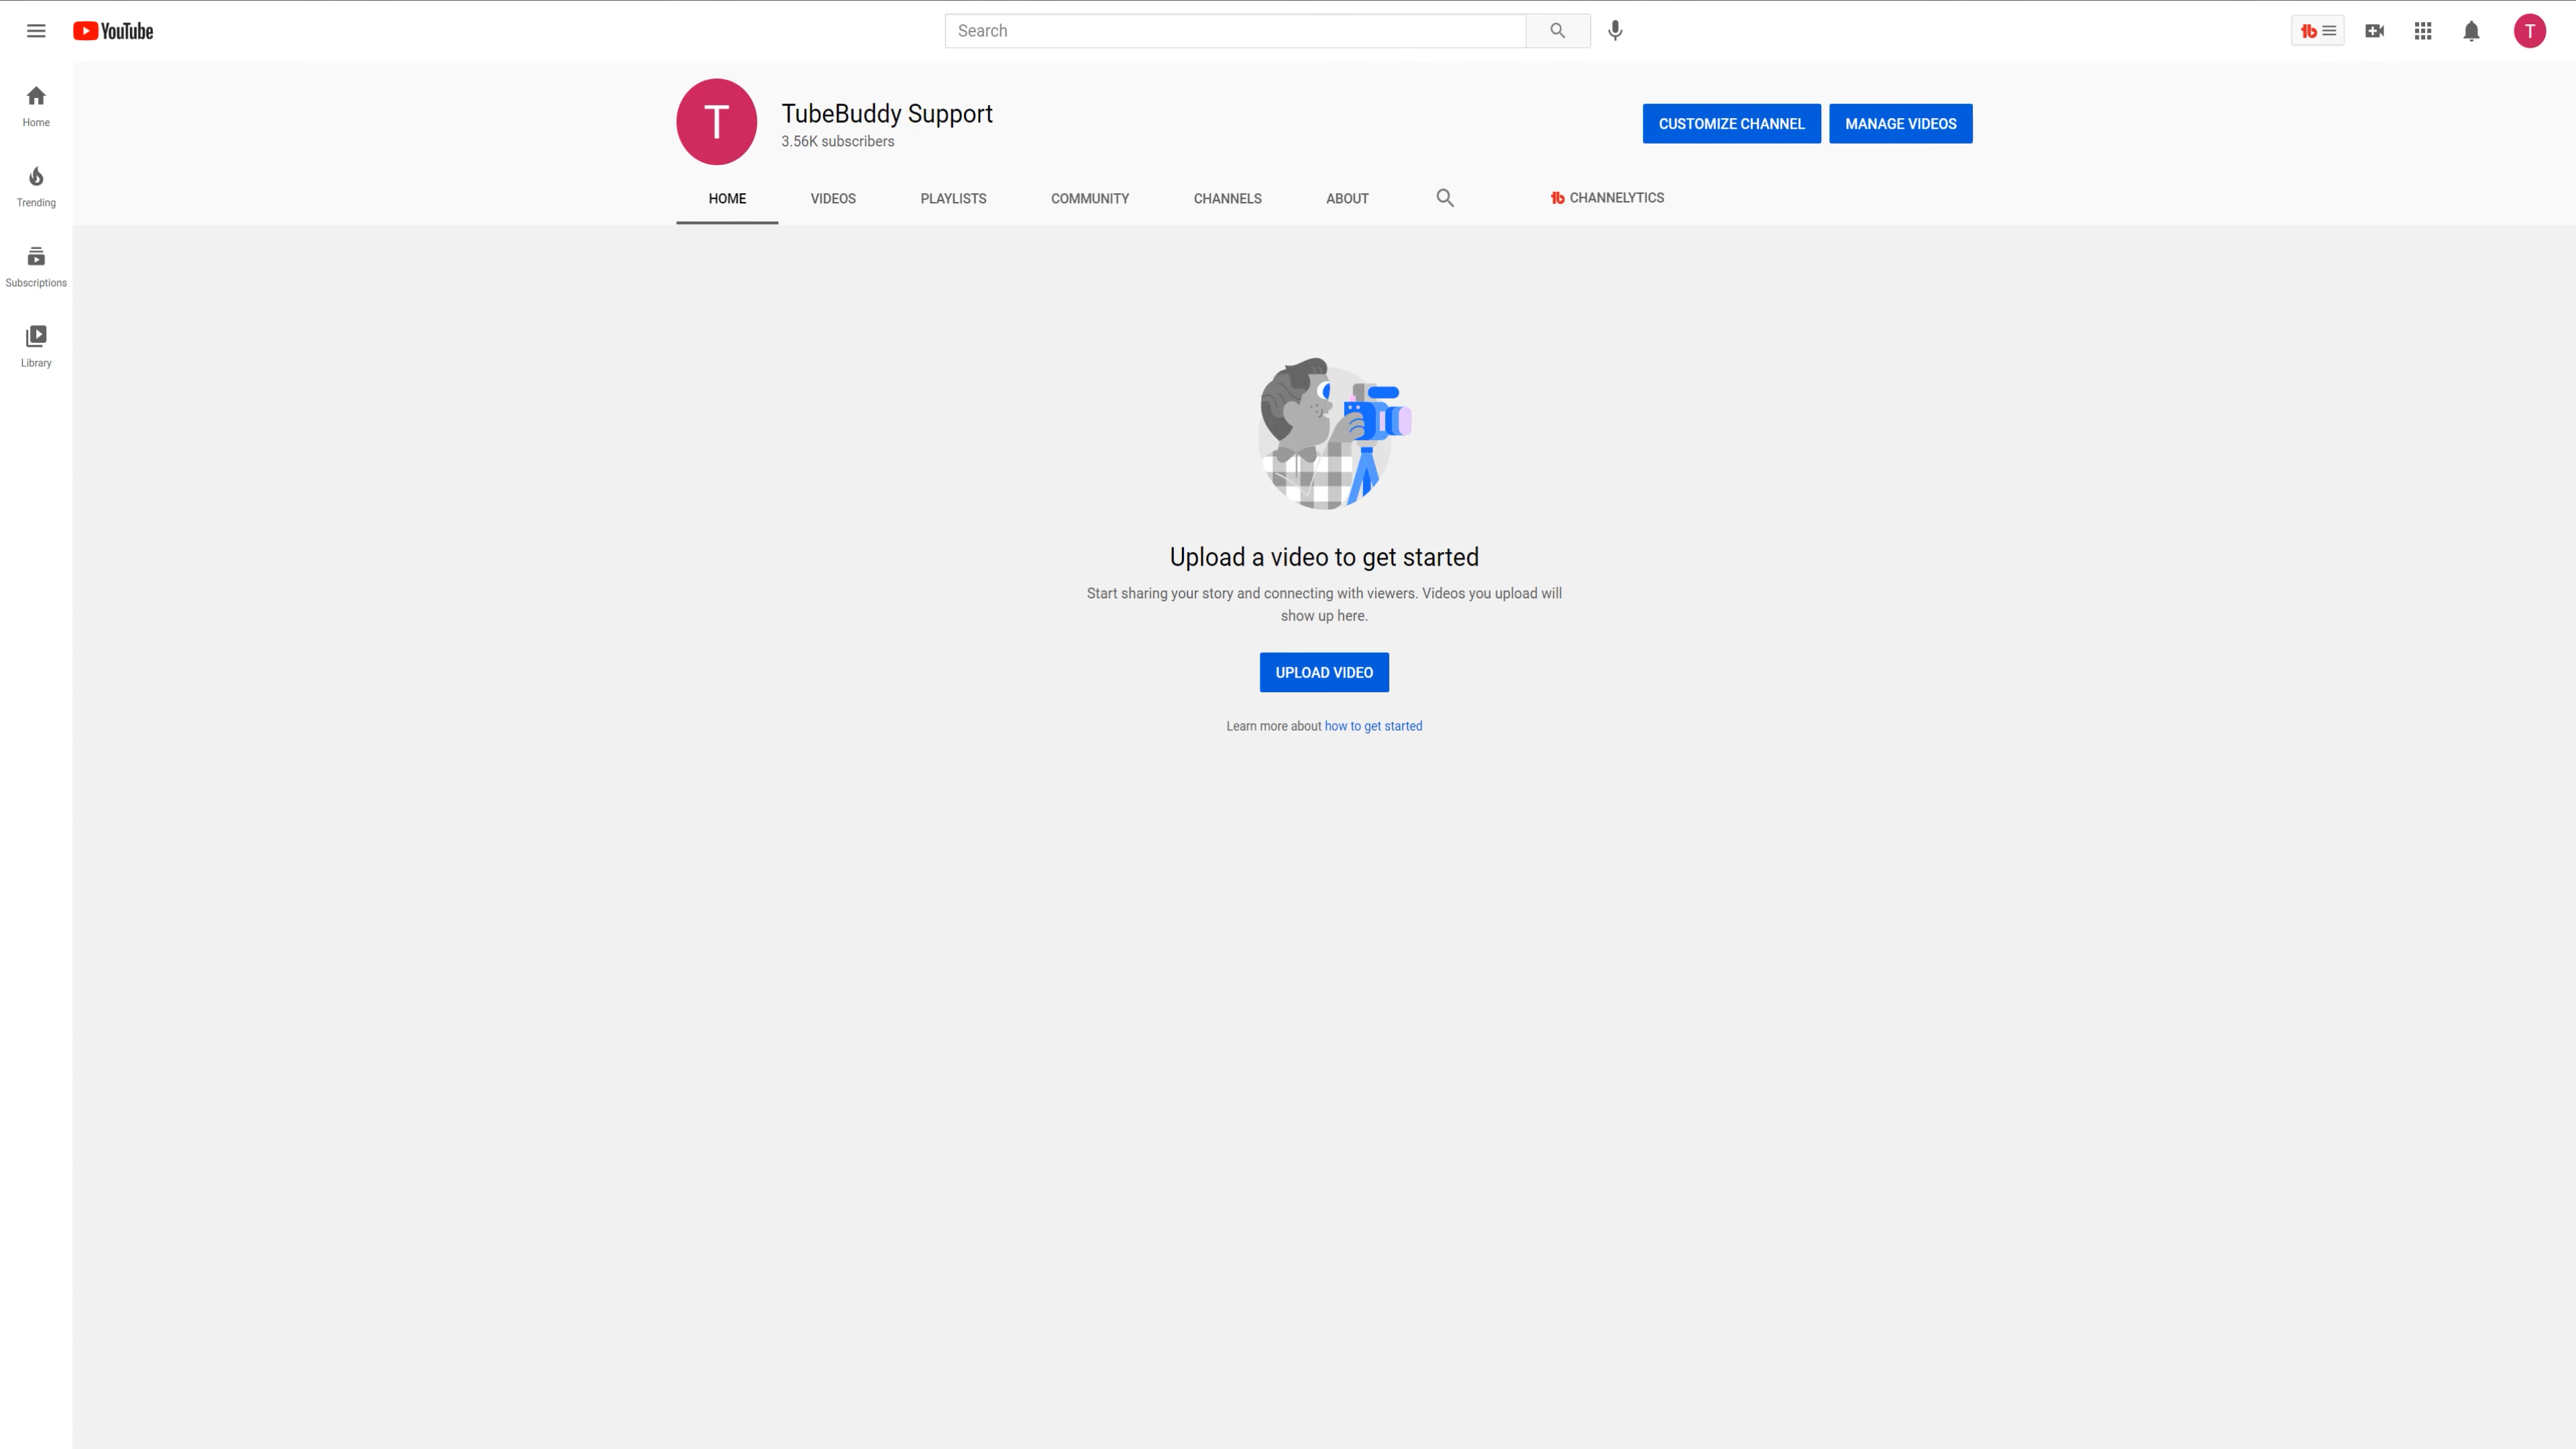 YouTube
Search
tb
T
Home
Trending
Subscriptions
Library
T
TubeBuddy Support
3.56K subscribers
CUSTOMIZE CHANNEL
MANAGE VIDEOS
HOME
VIDEOS
PLAYLISTS
COMMUNITY
CHANNELS
ABOUT
tb CHANNELYTICS
Upload a video to get started
Start sharing your story and connecting with viewers. Videos you upload will
show up here.
UPLOAD VIDEO
Learn more about how to get started